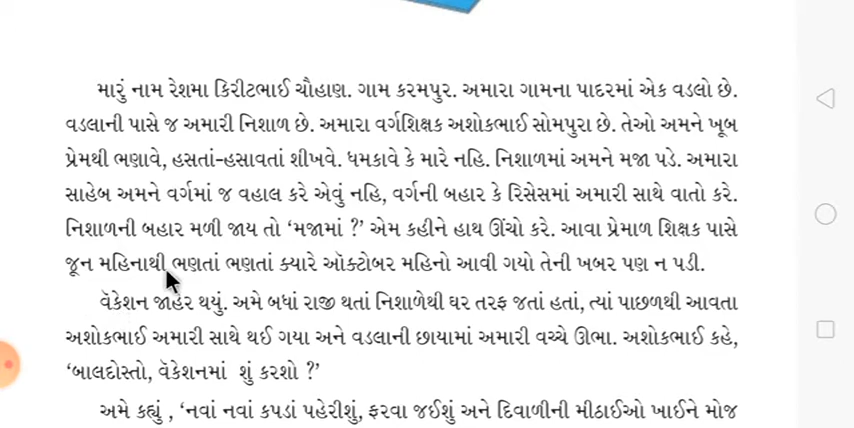 મારું નામ રેશમા કિરીટભાઈ ચૌહાણ. ગામ કરમપુર. અમારા ગામના પાદરમાં એક વડલો છે.
વડલાની પાસે જ અમારી નિશાળ છે. અમારા વર્ગશિક્ષક અશોકભાઈ સોમપુરા છે. તેઓ અમને ખૂબ
પ્રેમથી ભણાવે, હસતાં-હસાવતાં શીખવે. ધમકાવે કે મારે નહિ. નિશાળમાં અમને મજા પડે. અમારા
સાહેબ અમને વર્ગમાં જ વહાલ કરે એવું નહિ, વર્ગની બહાર કે રિસેસમાં અમારી સાથે વાતો કરે.
નિશાળની બહાર મળી જાય તો ‘મજામાં ?’ એમ કહીને હાથ ઊંચો કરે. આવા પ્રેમાળ શિક્ષક પાસે
જૂન મહિનાથી ભણતાં ભણતાં ક્યારે ઑક્ટોબર મહિનો આવી ગયો તેની ખબર પણ ન પડી.
વૅકેશન જાહેર થયું. અમે બધાં રાજી થતાં નિશાળેથી ઘર તરફ જતાં હતાં, ત્યાં પાછળથી આવતા
અશોકભાઈ અમારી સાથે થઈ ગયા અને વડલાની છાયામાં અમારી વચ્ચે ઊભા. અશોકભાઈ કહે,
‘બાલદોસ્તો, વૅકેશનમાં શું કરશો ?’
અમે કહ્યું , ‘નવાં નવાં કપડાં પહેરીશું, ફરવા જઈશું અને દિવાળીની મીઠાઈઓ ખાઈને મોજ